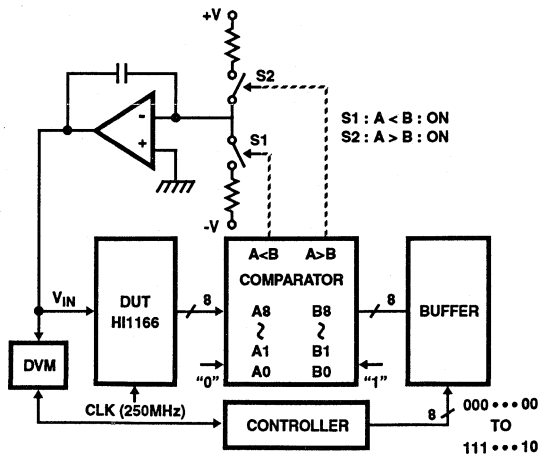 +V
S2
-
+
S1
S1 : A < B : ON
S2 : A > B : ON
-V
A<B A>B
COMPARATOR
VIN
DUT
HI1166
8
A8 B8
8
BUFFER
A1 B1
A0 B0
DVM
"0"
"1"
CLK (250MHz)
CONTROLLER
8
000•••00
TO
111•••10